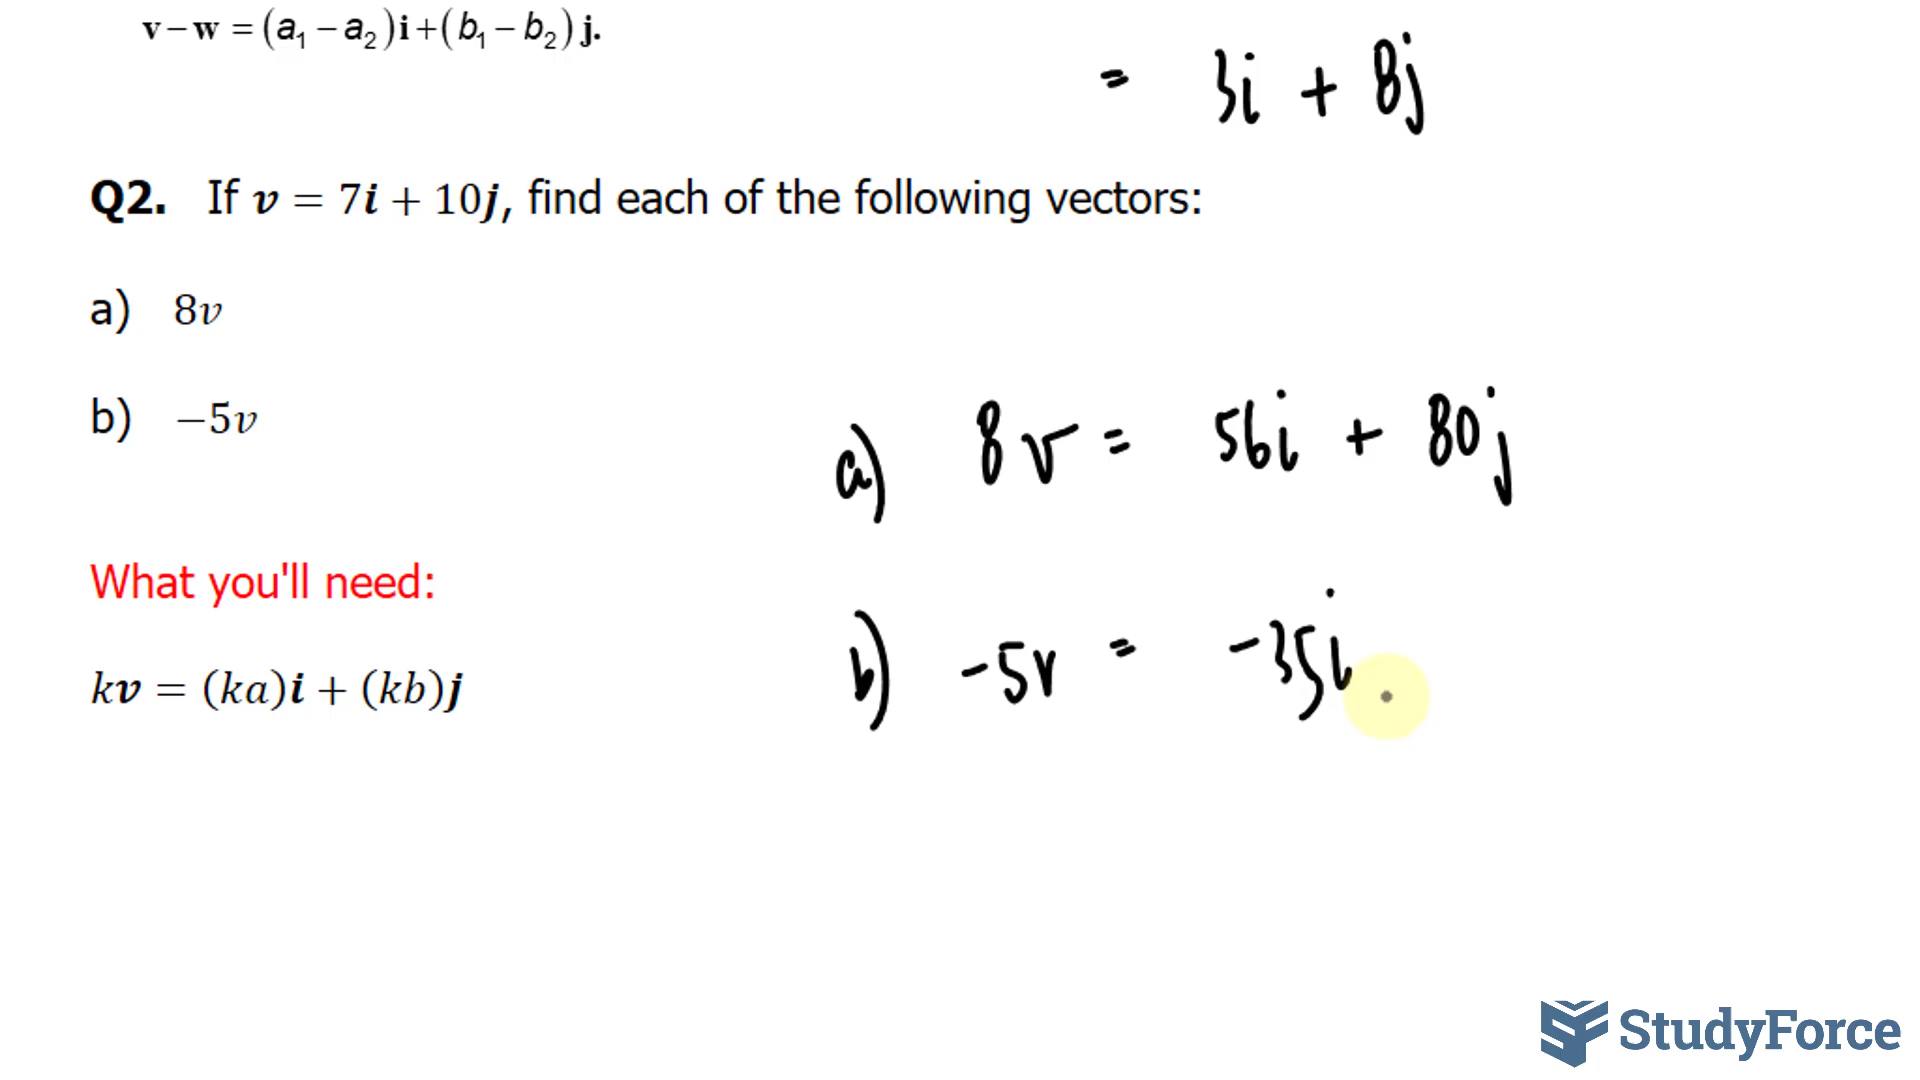 v − w = (a₁ − a₂)i + (b₁ − b₂)j.
= 3i + 8j
Q2. If v = 7i + 10j, find each of the following vectors:
a) 8v
b) −5v
a) 8v = 56i + 80j
What you'll need:
b) -5v = -35i
kv = (ka)i + (kb)j
StudyForce